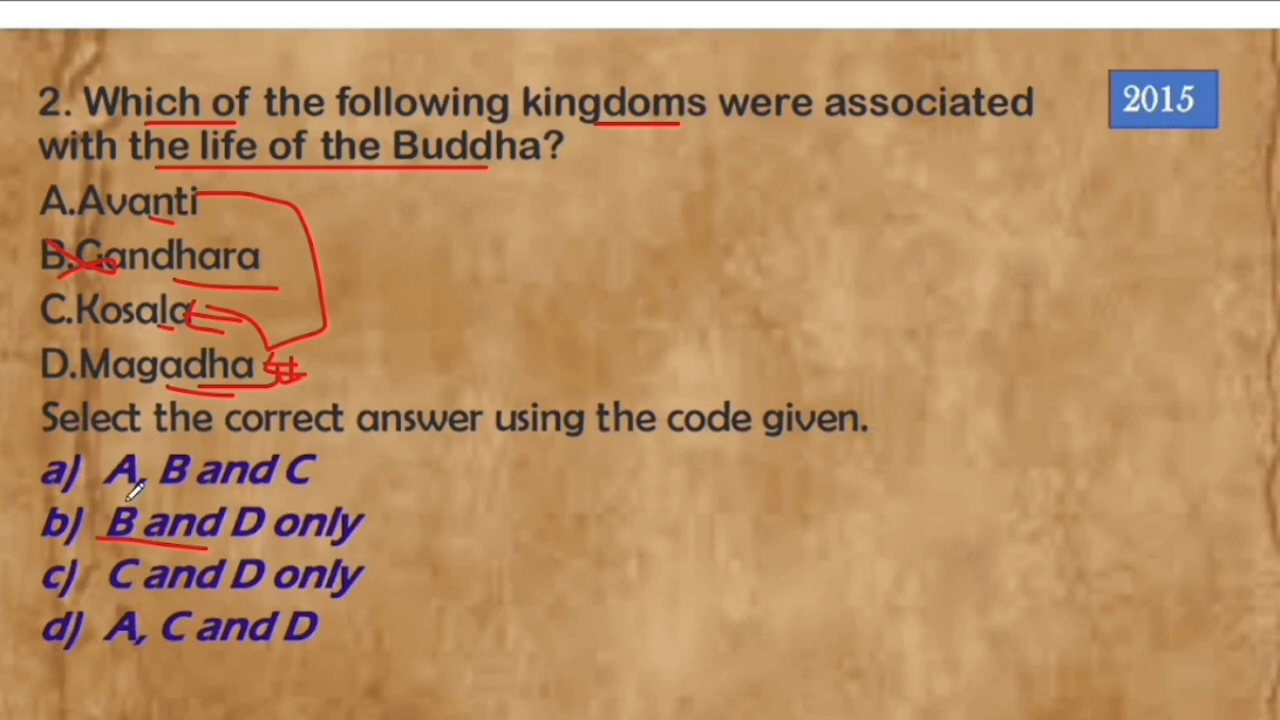 2. Which of the following kingdoms were associated
2015
with the life of the Buddha?
A.Avanti
B.Gandhara
C.Kosala
D.Magadha
Select the correct answer using the code given.
a) A, B and C
b) B and D only
c) C and D only
d) A, C and D